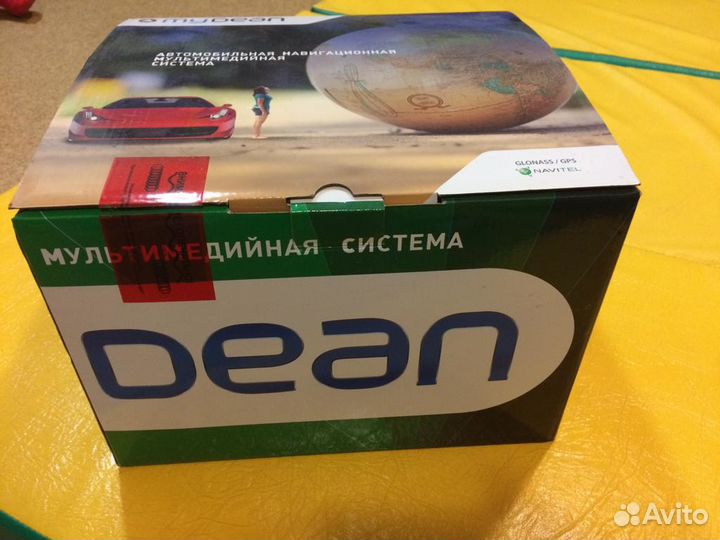 myDean
АВТОМОБИЛЬНАЯ НАВИГАЦИОННАЯ
МУЛЬТИМЕДИЙНАЯ
СИСТЕМА
GLONASS / GPS
NAVITEL
МУЛЬТИМЕДИЙНАЯ СИСТЕМА
Dean
Avito